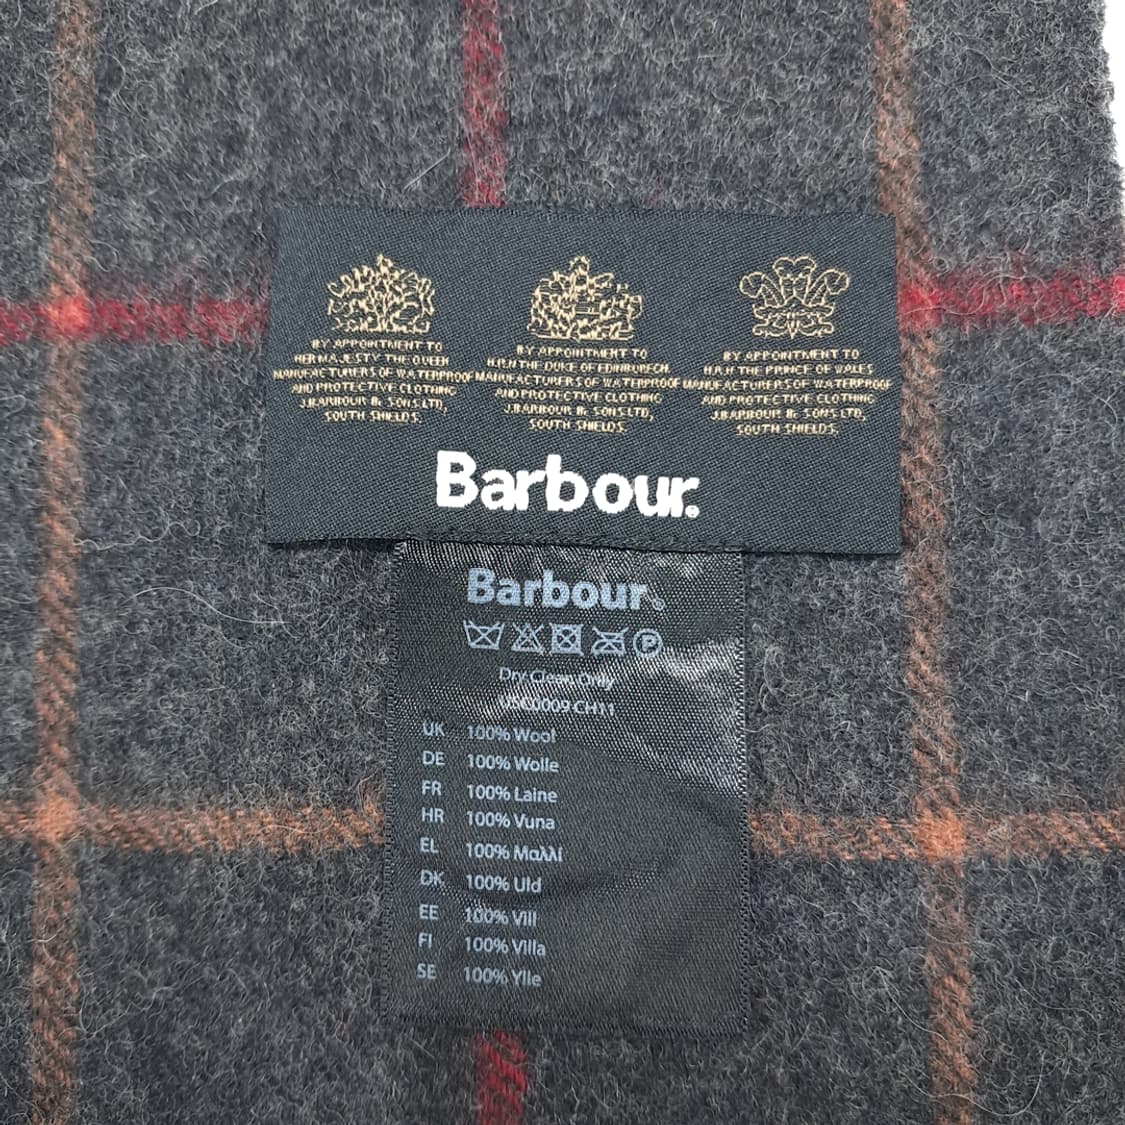 BY APPOINTMENT TO
HER MAJESTY THE QUEEN
MANUFACTURERS OF WATERPROOF
AND PROTECTIVE CLOTHING
J.BARBOUR & SONS LTD,
SOUTH SHIELDS.
BY APPOINTMENT TO
H.R.H THE DUKE OF EDINBURGH.
MANUFACTURERS OF WATERPROOF
AND PROTECTIVE CLOTHING
J.BARBOUR & SONS LTD,
SOUTH SHIELDS.
BY APPOINTMENT TO
H.R.H THE PRINCE OF WALES
MANUFACTURERS OF WATERPROOF
AND PROTECTIVE CLOTHING
J.BARBOUR & SONS LTD,
SOUTH SHIELDS.
Barbour®
Barbour®
P
Dry Clean Only
USC0009 CH11
UK 100% Wool
DE 100% Wolle
FR 100% Laine
HR 100% Vuna
EL 100% Μαλλί
DK 100% Uld
EE 100% Vill
FI 100% Villa
SE 100% Ylle